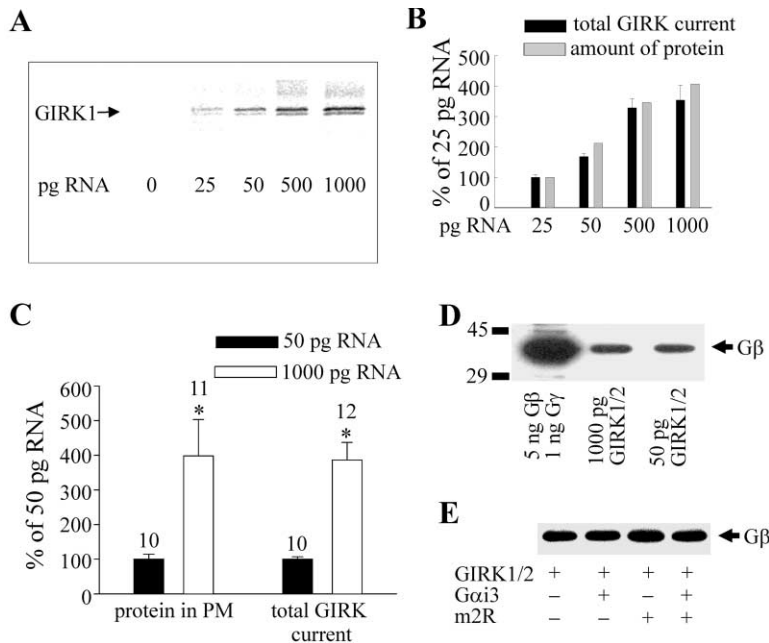 A
GIRK1
pg RNA 0 25 50 500 1000
B
total GIRK current
amount of protein
% of 25 pg RNA
500
400
300
200
100
0
pg RNA 25 50 500 1000
C
50 pg RNA
1000 pg RNA
% of 50 pg RNA
600
500
400
300
200
100
0
10
11
*
10
12
*
protein in PM
total GIRK
current
D
45
29
Gβ
5 ng Gβ
1 ng Gγ
1000 pg
GIRK1/2
50 pg
GIRK1/2
E
Gβ
GIRK1/2 + + + +
Gαi3 – + – +
m2R – – + +